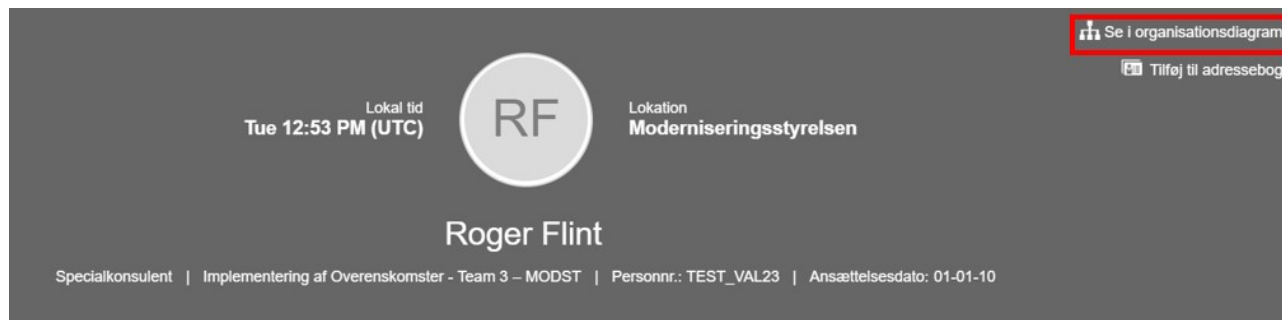 Se i organisationsdiagram
Tilføj til adressebog
Lokal tid
Tue 12:53 PM (UTC)
RF
Lokation
Moderniseringsstyrelsen
Roger Flint
Specialkonsulent | Implementering af Overenskomster - Team 3 – MODST | Personnr.: TEST_VAL23 | Ansættelsesdato: 01-01-10